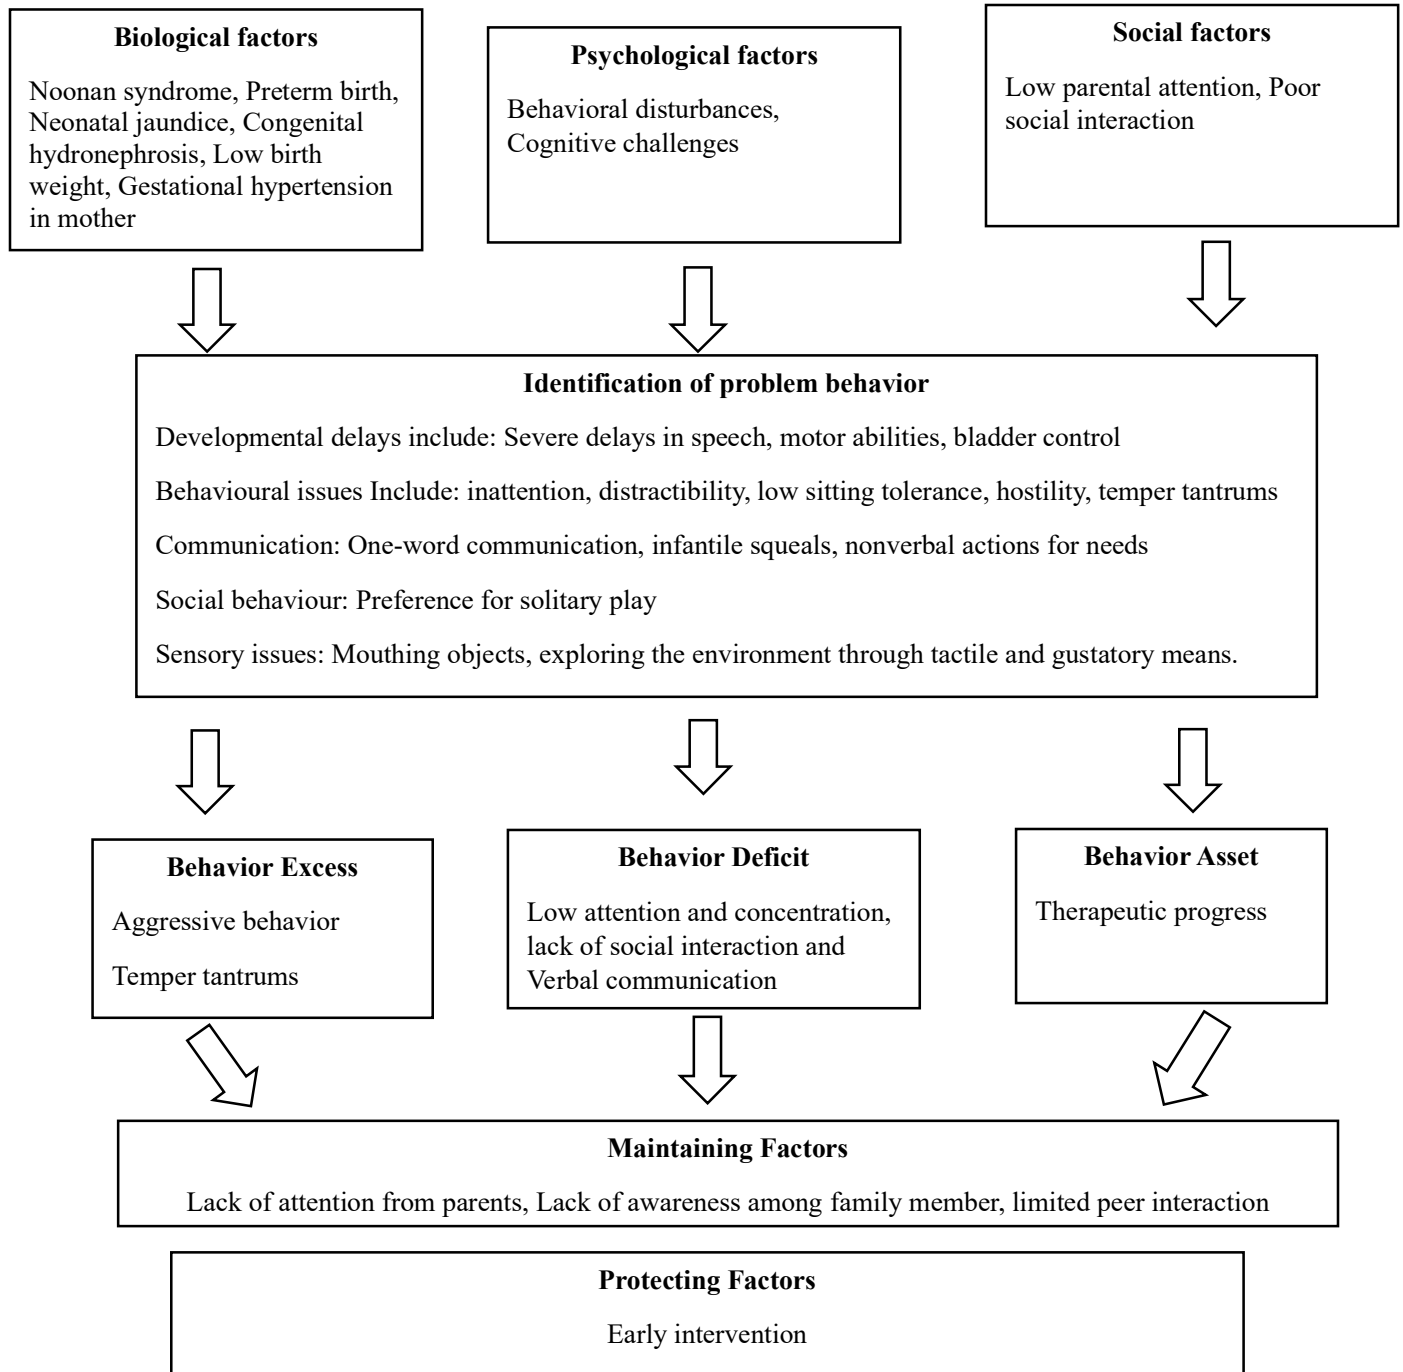 Biological factors
Noonan syndrome, Preterm birth,
Neonatal jaundice, Congenital
hydronephrosis, Low birth
weight, Gestational hypertension
in mother
Psychological factors
Behavioral disturbances,
Cognitive challenges
Social factors
Low parental attention, Poor
social interaction
Identification of problem behavior
Developmental delays include: Severe delays in speech, motor abilities, bladder control
Behavioural issues Include: inattention, distractibility, low sitting tolerance, hostility, temper tantrums
Communication: One-word communication, infantile squeals, nonverbal actions for needs
Social behaviour: Preference for solitary play
Sensory issues: Mouthing objects, exploring the environment through tactile and gustatory means.
Behavior Excess
Aggressive behavior
Temper tantrums
Behavior Deficit
Low attention and concentration,
lack of social interaction and
Verbal communication
Behavior Asset
Therapeutic progress
Maintaining Factors
Lack of attention from parents, Lack of awareness among family member, limited peer interaction
Protecting Factors
Early intervention